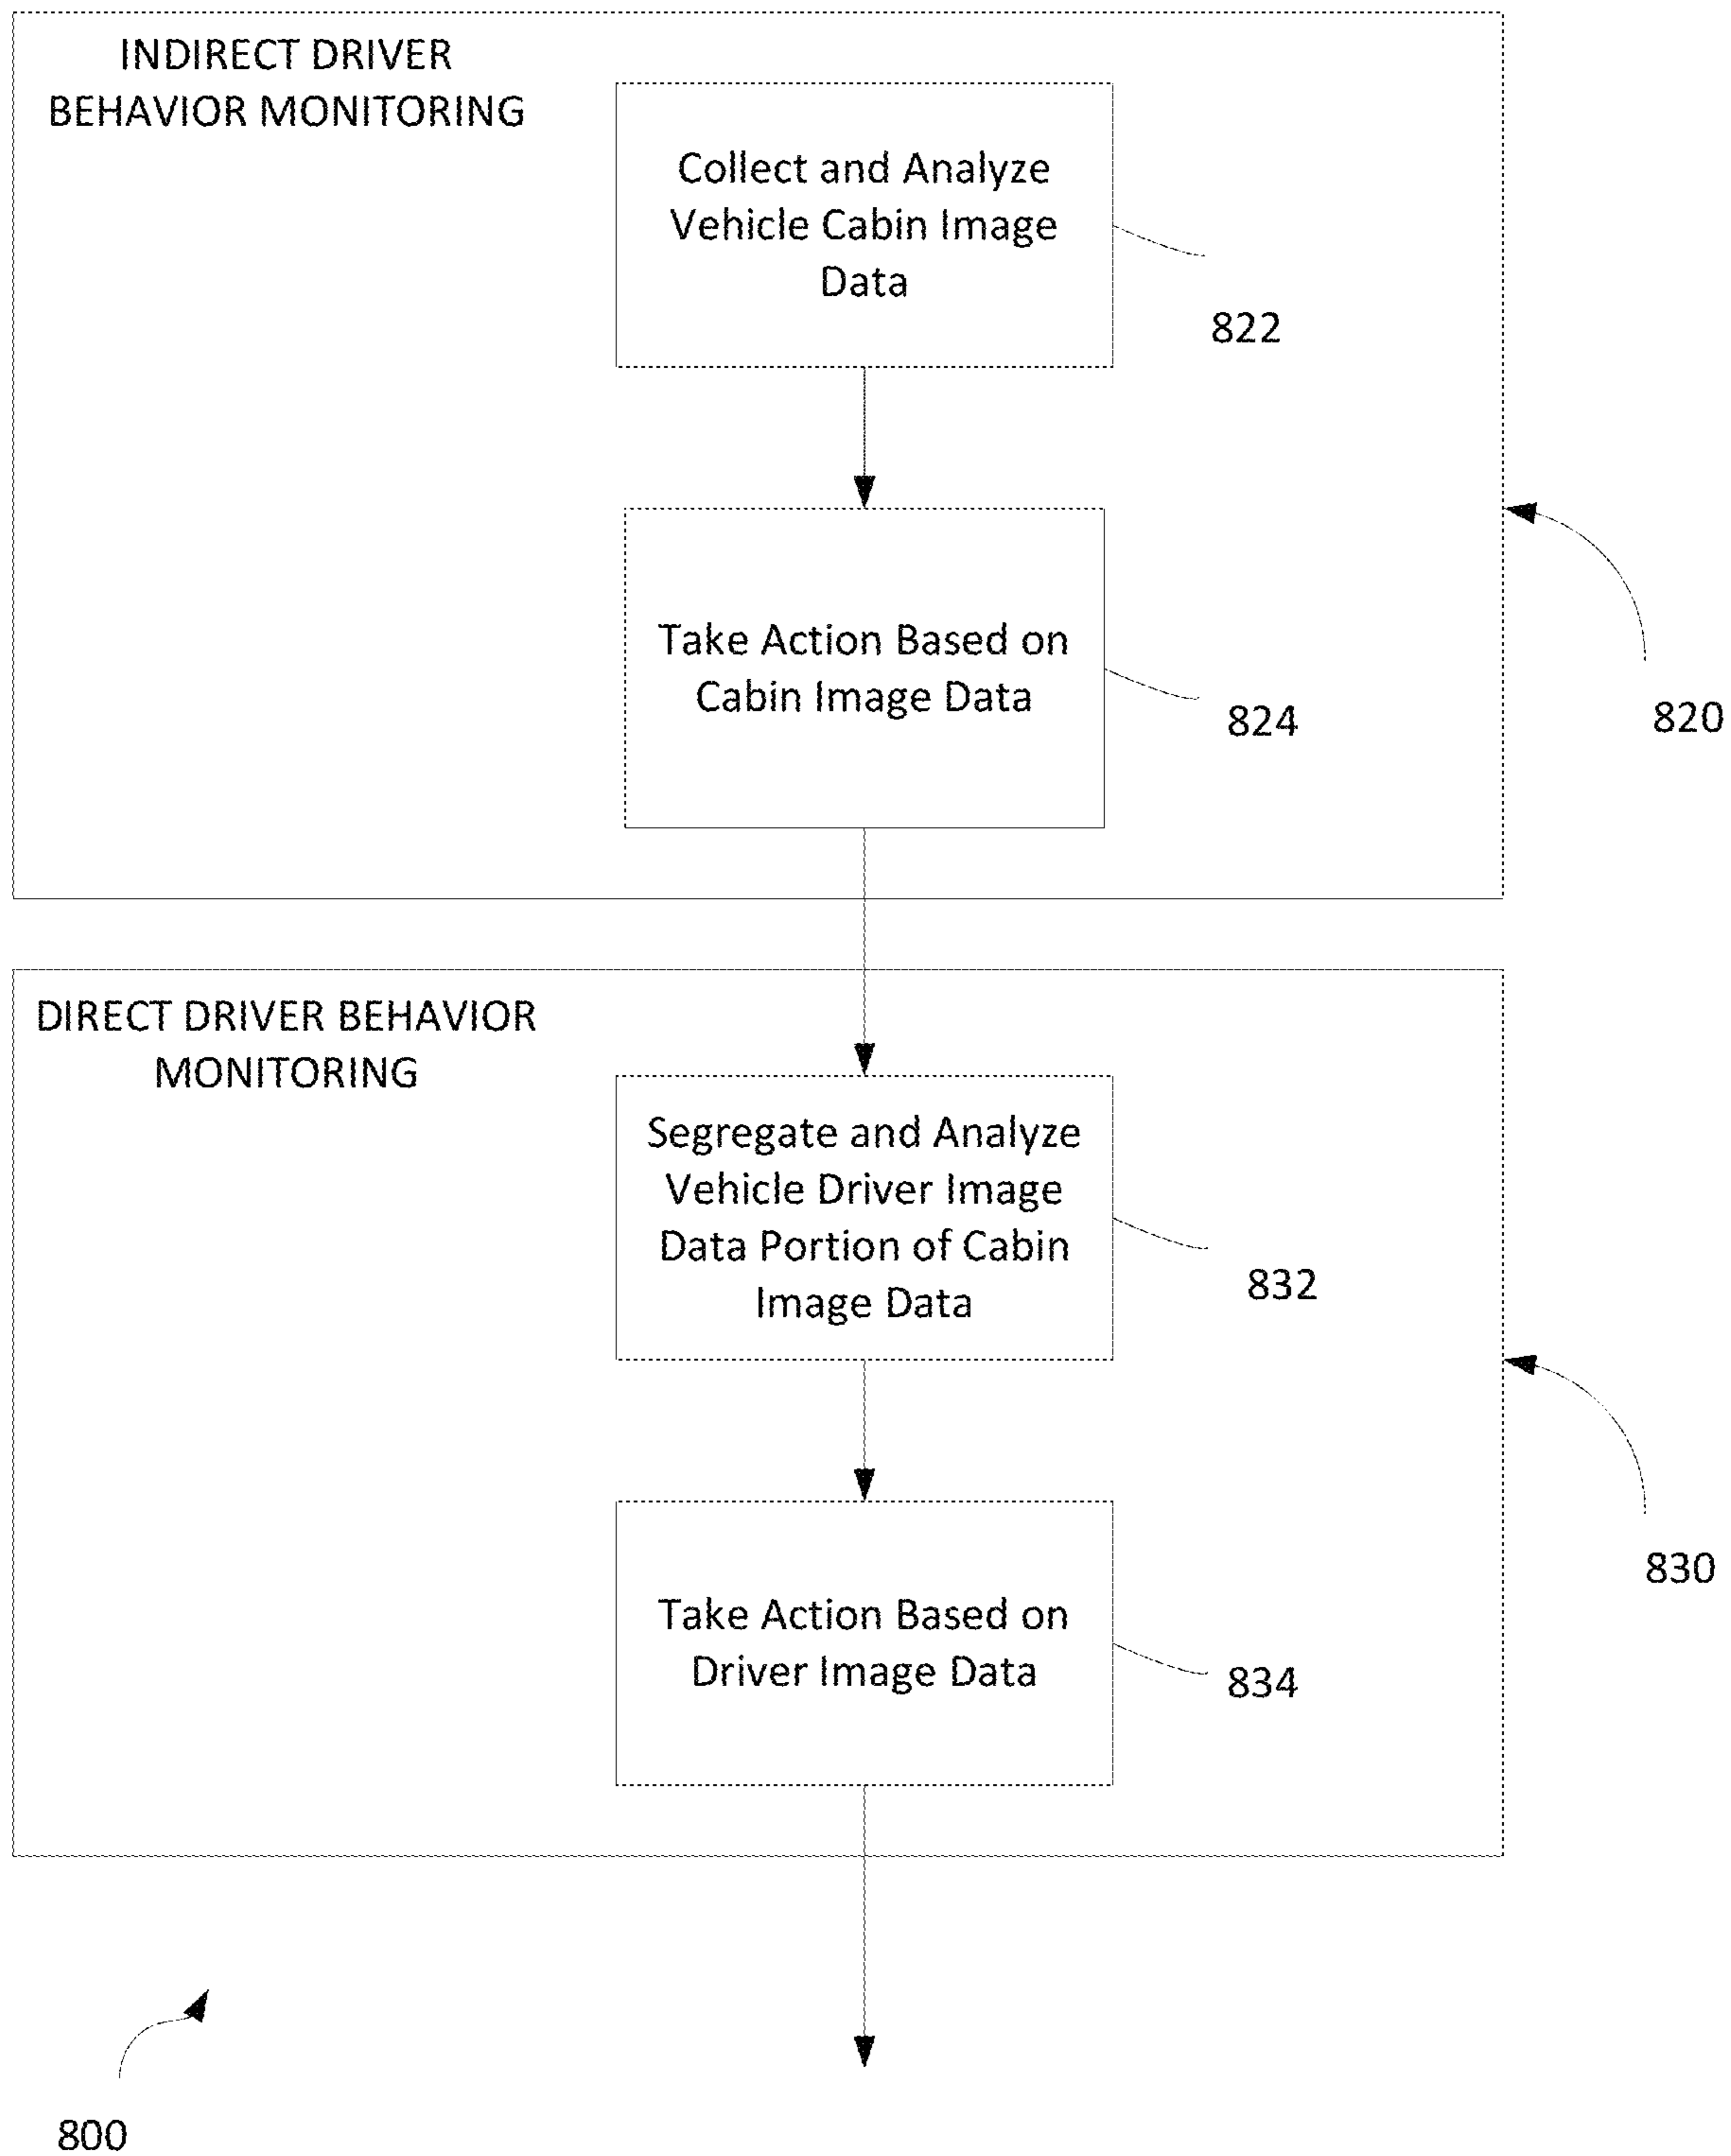 INDIRECT DRIVER
BEHAVIOR MONITORING
Collect and Analyze
Vehicle Cabin Image
Data
822
Take Action Based on
Cabin Image Data
824
820
DIRECT DRIVER BEHAVIOR
MONITORING
Segregate and Analyze
Vehicle Driver Image
Data Portion of Cabin
Image Data
832
830
Take Action Based on
Driver Image Data
834
800